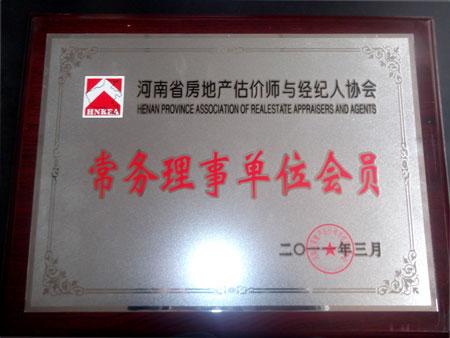 河南省房地产估价师与经纪人协会
HENAN PROVINCE ASSOCIATION OF REALESTATE APPRAISERS AND AGENTS
HNREA
常务理事单位会员
二〇一一年三月